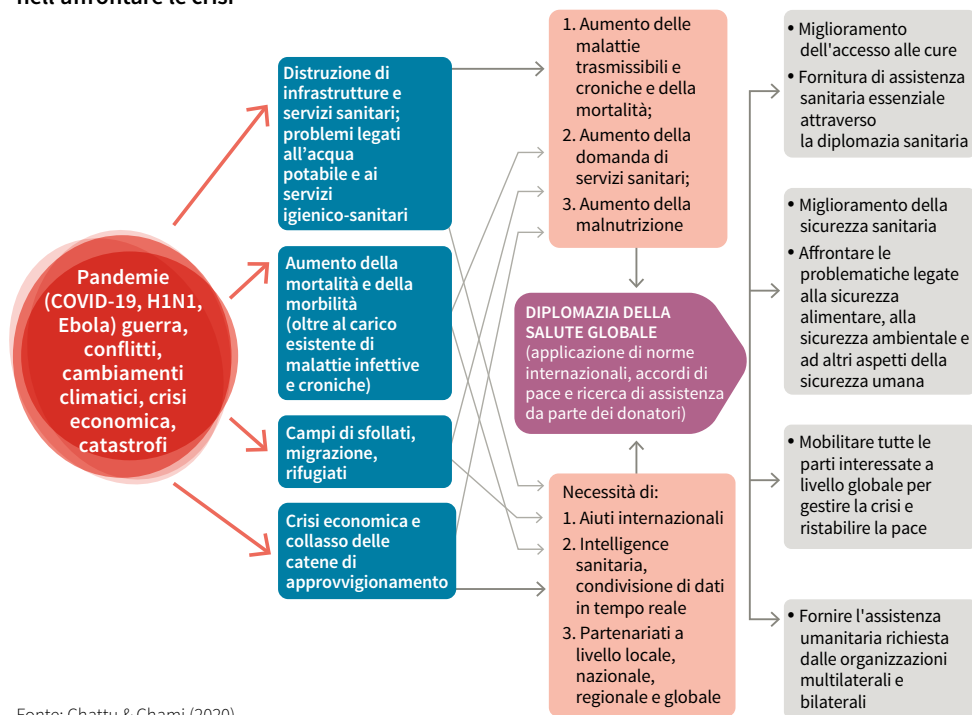 nell'affrontare le crisi
Pandemie
(COVID-19, H1N1,
Ebola) guerra,
conflitti,
cambiamenti
climatici, crisi
economica,
catastrofi
Distruzione di
infrastrutture e
servizi sanitari;
problemi legati
all’acqua
potabile e ai
servizi
igienico-sanitari
Aumento della
mortalità e della
morbilità
(oltre al carico
esistente di
malattie infettive
e croniche)
Campi di sfollati,
migrazione,
rifugiati
Crisi economica e
collasso delle
catene di
approvvigionamento
1. Aumento delle
malattie
trasmissibili e
croniche e della
mortalità;
2. Aumento della
domanda di
servizi sanitari;
3. Aumento della
malnutrizione
DIPLOMAZIA DELLA
SALUTE GLOBALE
(applicazione di norme
internazionali, accordi di
pace e ricerca di assistenza
da parte dei donatori)
Necessità di:
1. Aiuti internazionali
2. Intelligence
sanitaria,
condivisione di dati
in tempo reale
3. Partenariati a
livello locale,
nazionale,
regionale e globale
• Miglioramento
dell'accesso alle cure
• Fornitura di assistenza
sanitaria essenziale
attraverso
la diplomazia sanitaria
• Miglioramento della
sicurezza sanitaria
• Affrontare le
problematiche legate
alla sicurezza
alimentare, alla
sicurezza ambientale e
ad altri aspetti della
sicurezza umana
• Mobilitare tutte le
parti interessate a
livello globale per
gestire la crisi e
ristabilire la pace
• Fornire l'assistenza
umanitaria richiesta
dalle organizzazioni
multilaterali e
bilaterali
Fonte: Chattu & Chami (2020)